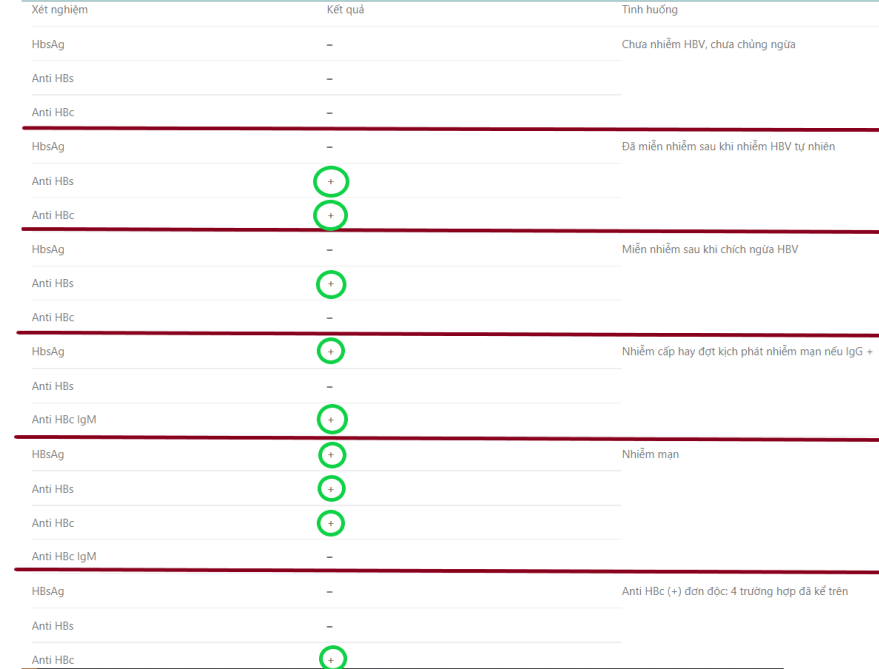 Xét nghiệm Kết quả Tình huống
HbsAg – Chưa nhiễm HBV, chưa chủng ngừa
Anti HBs –
Anti HBc –
HbsAg – Đã miễn nhiễm sau khi nhiễm HBV tự nhiên
Anti HBs +
Anti HBc +
HbsAg – Miễn nhiễm sau khi chích ngừa HBV
Anti HBs +
Anti HBc –
HbsAg + Nhiễm cấp hay đợt kịch phát nhiễm mạn nếu IgG +
Anti HBs –
Anti HBc IgM +
HBsAg + Nhiễm mạn
Anti HBs +
Anti HBc +
Anti HBc IgM –
HBsAg – Anti HBc (+) đơn độc: 4 trường hợp đã kể trên
Anti HBs –
Anti HBc +